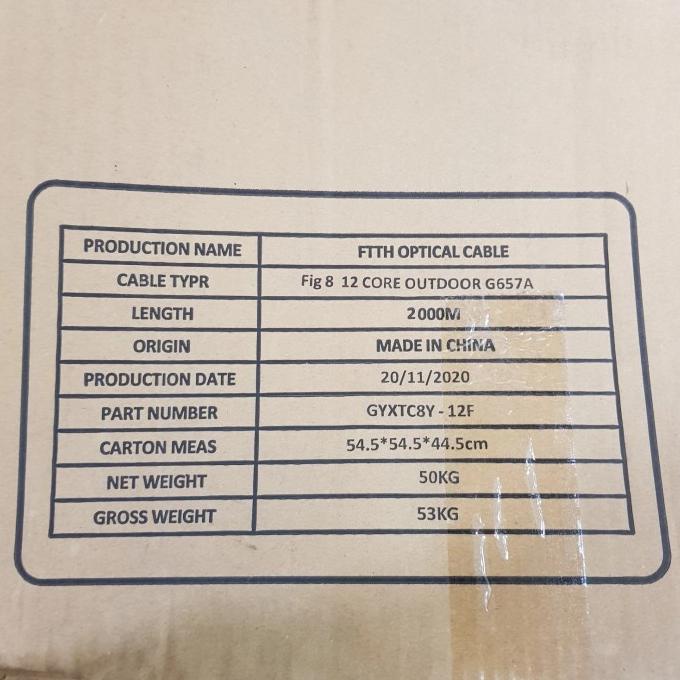 PRODUCTION NAME FTTH OPTICAL CABLE
CABLE TYPR Fig 8 12 CORE OUTDOOR G657A
LENGTH 2000M
ORIGIN MADE IN CHINA
PRODUCTION DATE 20/11/2020
PART NUMBER GYXTC8Y - 12F
CARTON MEAS 54.5*54.5*44.5cm
NET WEIGHT 50KG
GROSS WEIGHT 53KG